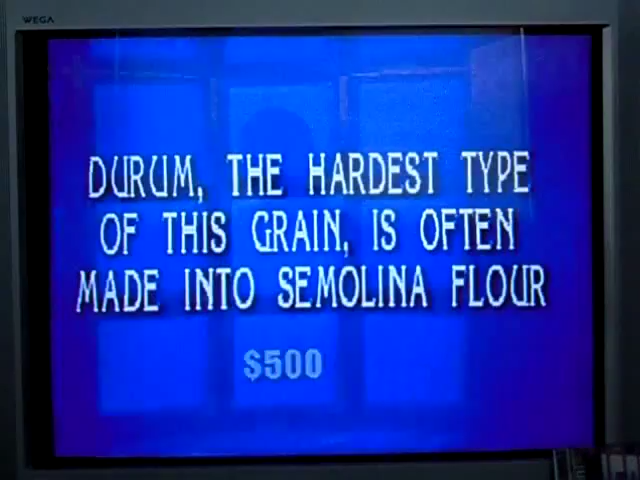 WEGA
DURUM, THE HARDEST TYPE
OF THIS GRAIN, IS OFTEN
MADE INTO SEMOLINA FLOUR
$500